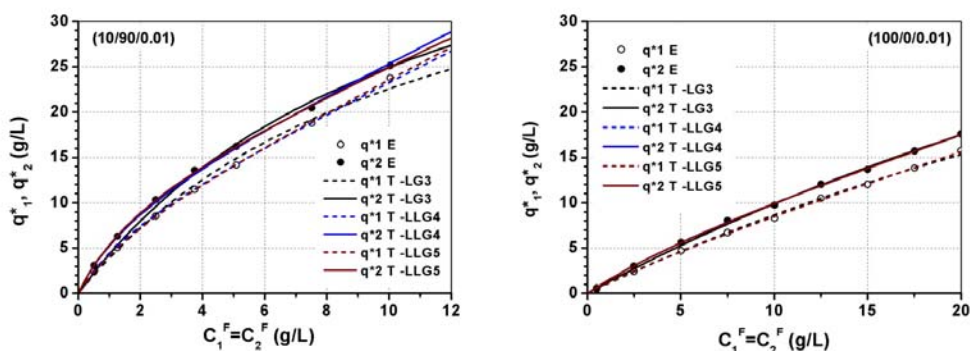 (10/90/0.01)
q*₁, q*₂ (g/L)
30
25
20
15
10
5
0
q*1 E
q*2 E
q*1 T -LG3
q*2 T -LG3
q*1 T -LLG4
q*2 T -LLG4
q*1 T -LLG5
q*2 T -LLG5
0 2 4 6 8 10 12
C₁ᶠ=C₂ᶠ (g/L)
(100/0/0.01)
q*₁, q*₂ (g/L)
30
25
20
15
10
5
0
q*1 E
q*2 E
q*1 T -LG3
q*2 T -LG3
q*1 T -LLG4
q*2 T -LLG4
q*1 T -LLG5
q*2 T -LLG5
0 5 10 15 20
C₁ᶠ=C₂ᶠ (g/L)